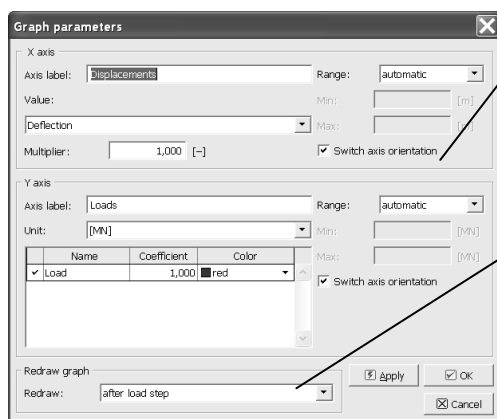 Graph parameters
X axis
Axis label: Displacements Range: automatic
Value: Min: [m]
Deflection Max:
Multiplier: 1,000 [-] Switch axis orientation
Y axis
Axis label: Loads Range: automatic
Unit: [MN] Min: [MN]
Name Coefficient Color Max: [MN]
Load 1,000 red Switch axis orientation
Redraw graph
Redraw: after load step
Apply OK
Cancel